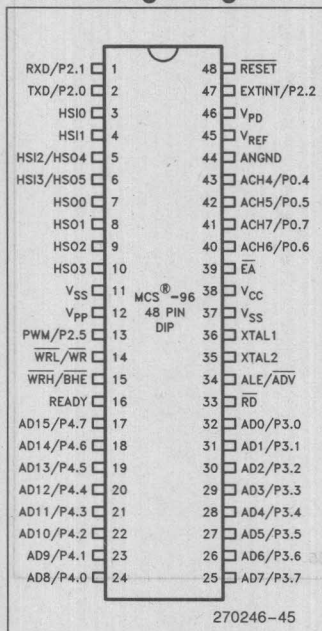 RXD/P2.1 1 48 RESET
TXD/P2.0 2 47 EXTINT/P2.2
HSI0 3 46 VPD
HSI1 4 45 VREF
HSI2/HSO4 5 44 ANGND
HSI3/HSO5 6 43 ACH4/P0.4
HSO0 7 42 ACH5/P0.5
HSO1 8 41 ACH7/P0.7
HSO2 9 40 ACH6/P0.6
HSO3 10 39 EA
VSS 11 38 VCC
MCS®-96
VPP 12 37 VSS
48 PIN
PWM/P2.5 13 36 XTAL1
DIP
WRL/WR 14 35 XTAL2
WRH/BHE 15 34 ALE/ADV
READY 16 33 RD
AD15/P4.7 17 32 AD0/P3.0
AD14/P4.6 18 31 AD1/P3.1
AD13/P4.5 19 30 AD2/P3.2
AD12/P4.4 20 29 AD3/P3.3
AD11/P4.3 21 28 AD4/P3.4
AD10/P4.2 22 27 AD5/P3.5
AD9/P4.1 23 26 AD6/P3.6
AD8/P4.0 24 25 AD7/P3.7
270246-45